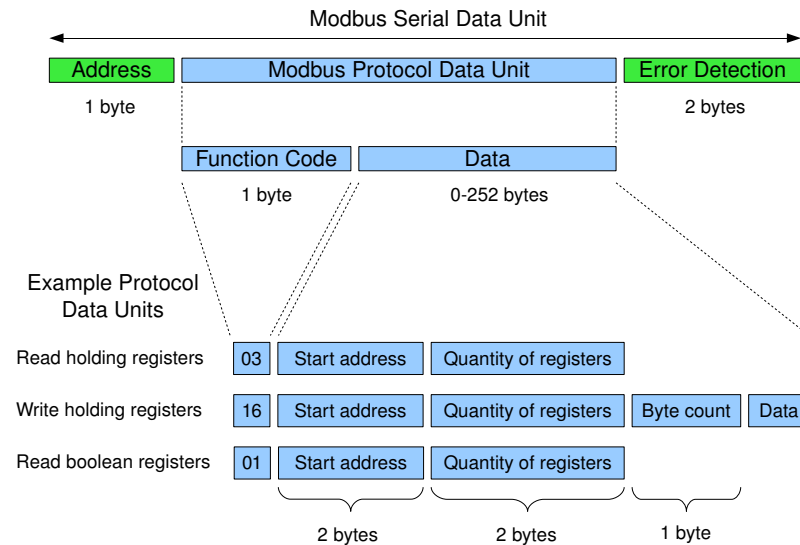 Modbus Serial Data Unit
Address Modbus Protocol Data Unit Error Detection
1 byte 2 bytes
Function Code Data
1 byte 0-252 bytes
Example Protocol
Data Units
Read holding registers 03 Start address Quantity of registers
Write holding registers 16 Start address Quantity of registers Byte count Data
Read boolean registers 01 Start address Quantity of registers
2 bytes 2 bytes 1 byte